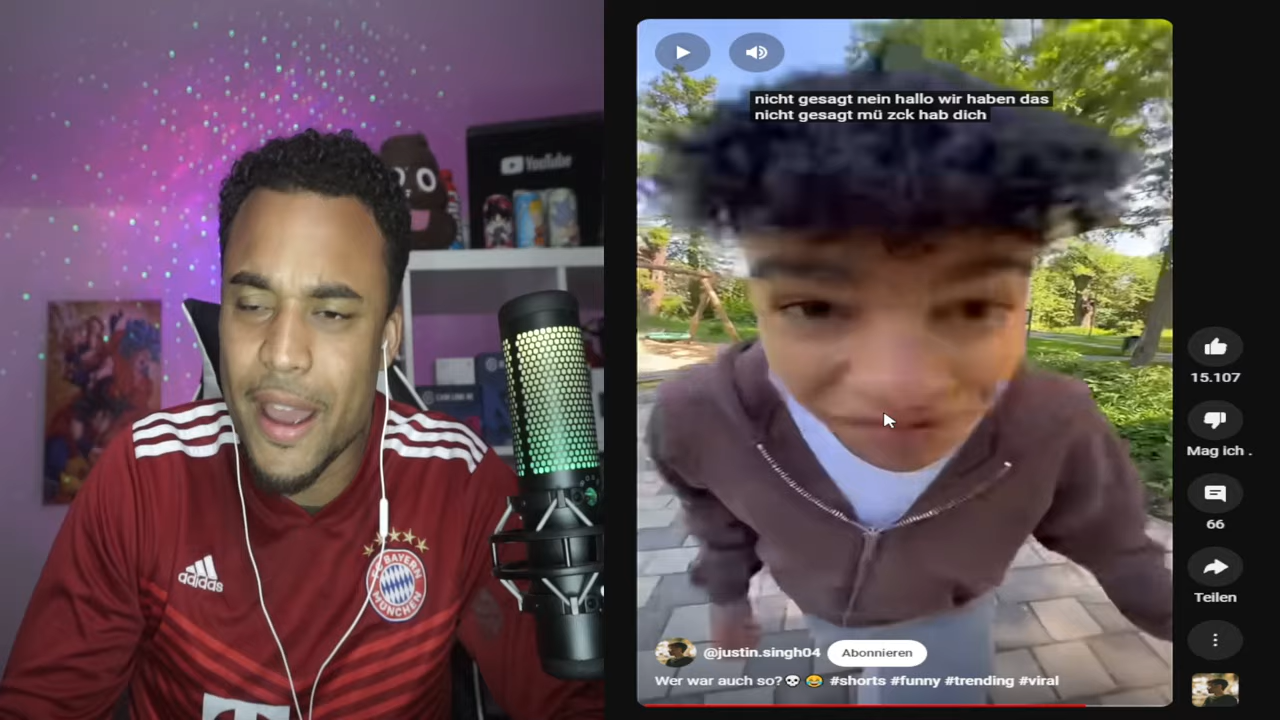 YouTube
adidas
FC BAYERN
MÜNCHEN
T
nicht gesagt nein hallo wir haben das
nicht gesagt mü zck hab dich
15.107
Mag ich .
66
Teilen
@justin.singh04
Abonnieren
Wer war auch so?💀 😂 #shorts #funny #trending #viral